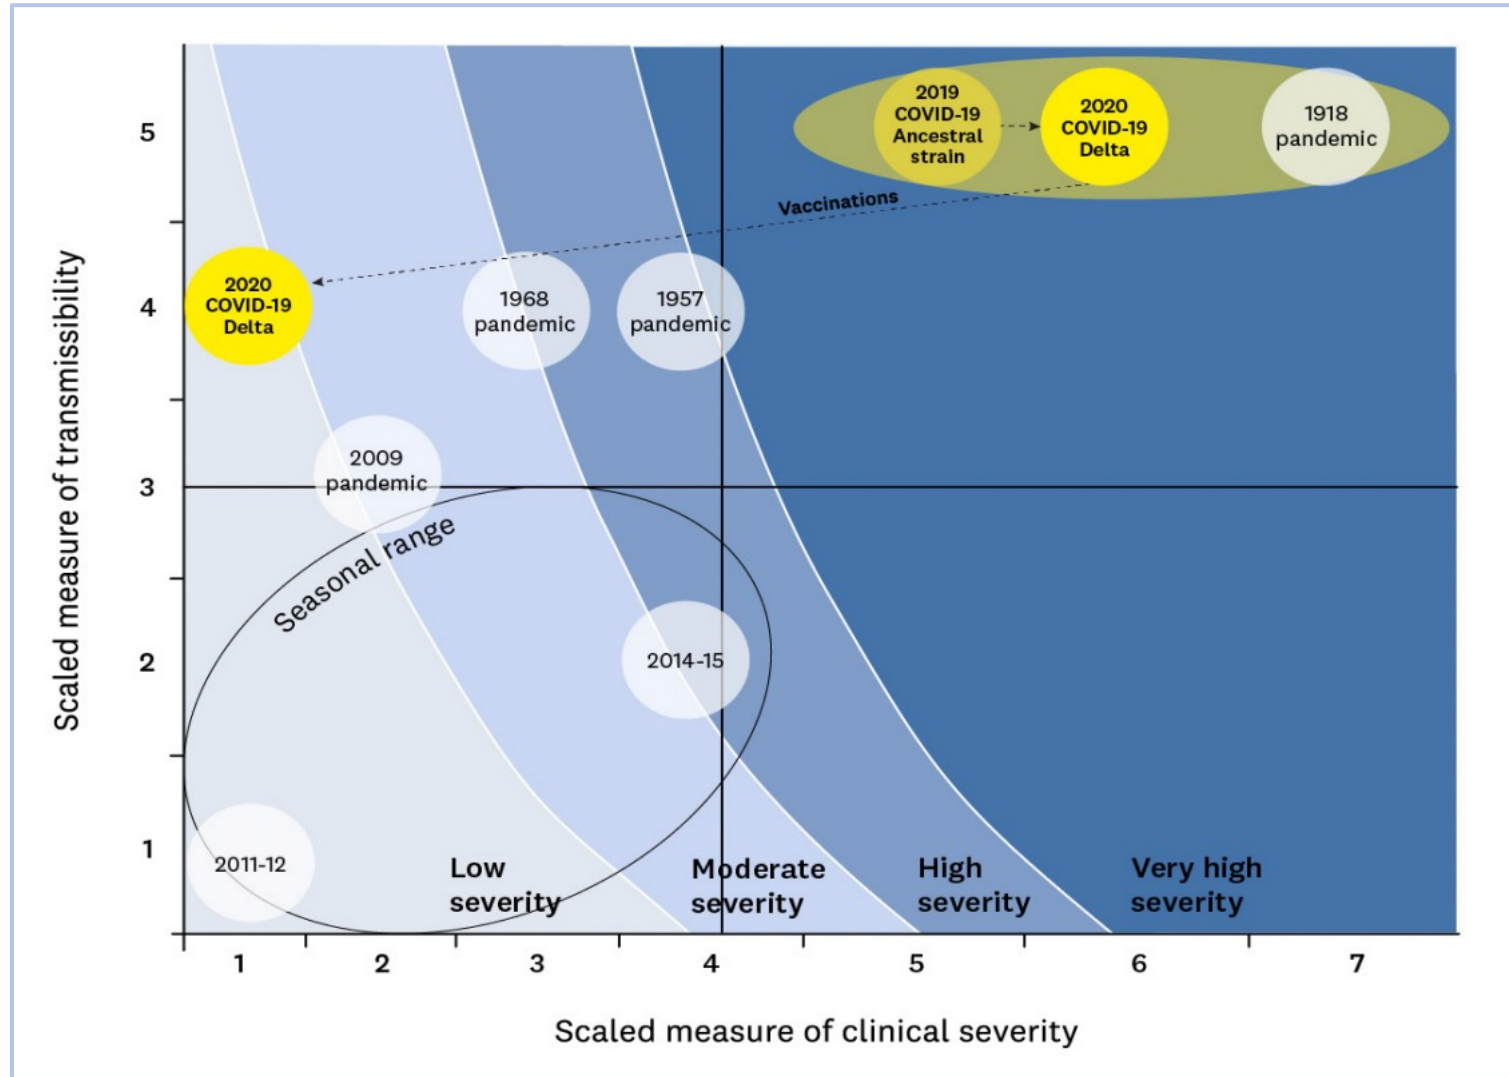 5
4
3
2
1
Scaled measure of transmissibility
2019
COVID-19
Ancestral
strain
2020
COVID-19
Delta
1918
pandemic
Vaccinations
2020
COVID-19
Delta
1968
pandemic
1957
pandemic
2009
pandemic
Seasonal range
2014-15
2011-12
Low
severity
Moderate
severity
High
severity
Very high
severity
1 2 3 4 5 6 7
Scaled measure of clinical severity